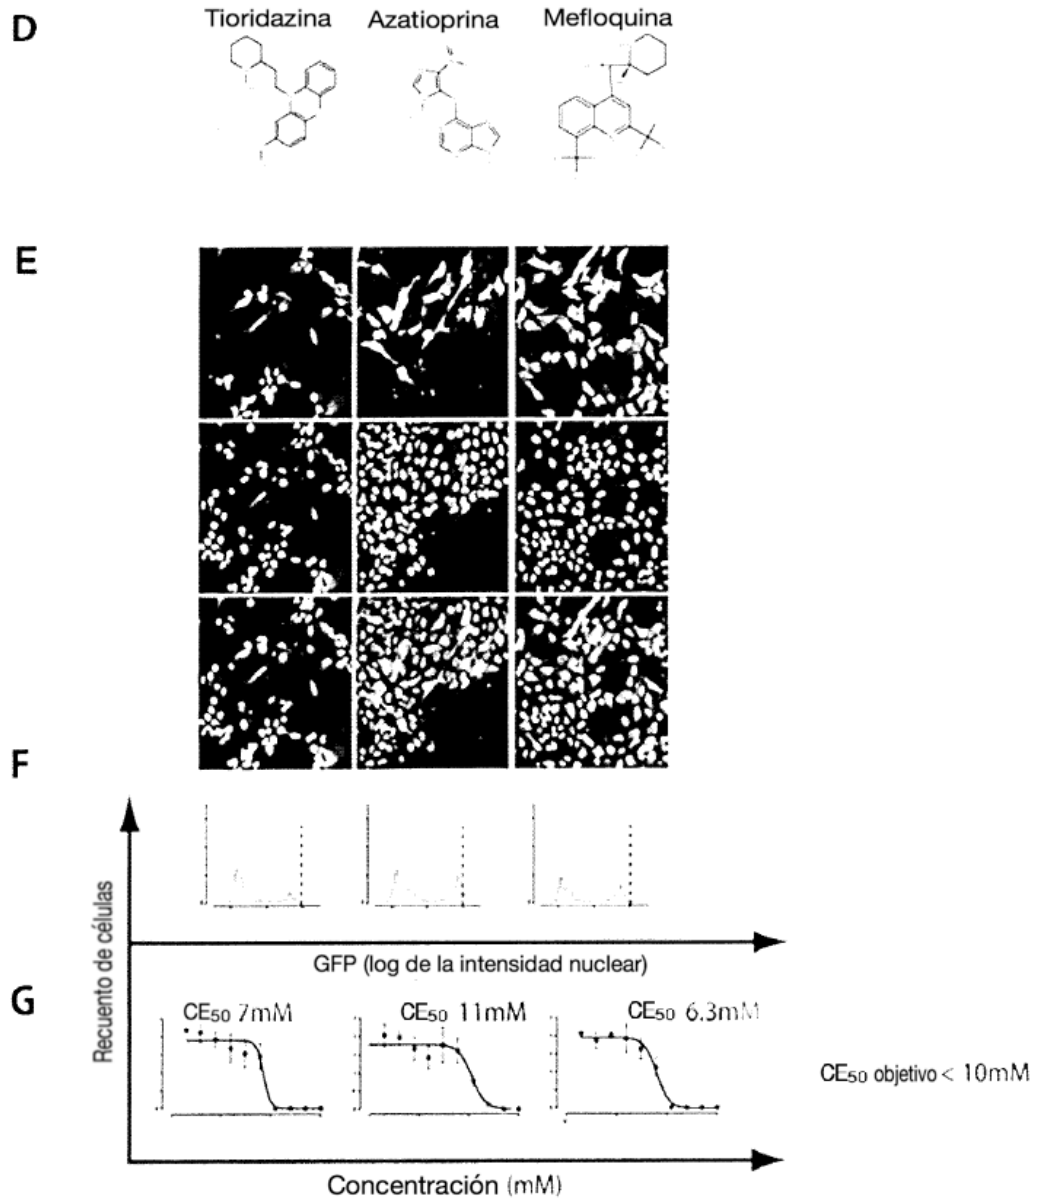 D
Tioridazina Azatioprina Mefloquina
E
F
Recuento de células
GFP (log de la intensidad nuclear)
G
CE50 7mM CE50 11mM CE50 6.3mM
CE50 objetivo < 10mM
Concentración (mM)